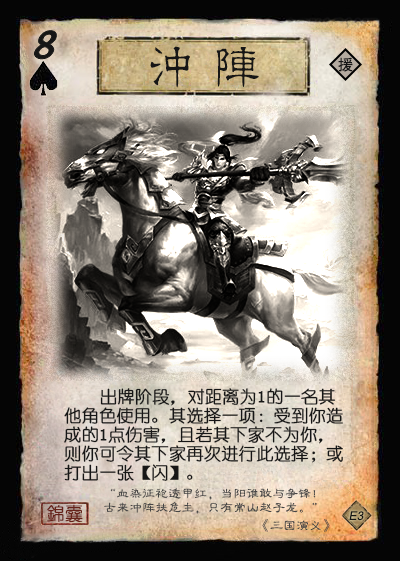 8
沖陣
援
出牌阶段，对距离为1的一名其
他角色使用。其选择一项：受到你造
成的1点伤害，且若其下家不为你，
则你可令其下家再次进行此选择；或
打出一张【闪】。
“血染征袍透甲红，当阳谁敢与争锋！
古来冲阵扶危主，只有常山赵子龙。”
《三国演义》
錦囊
E3